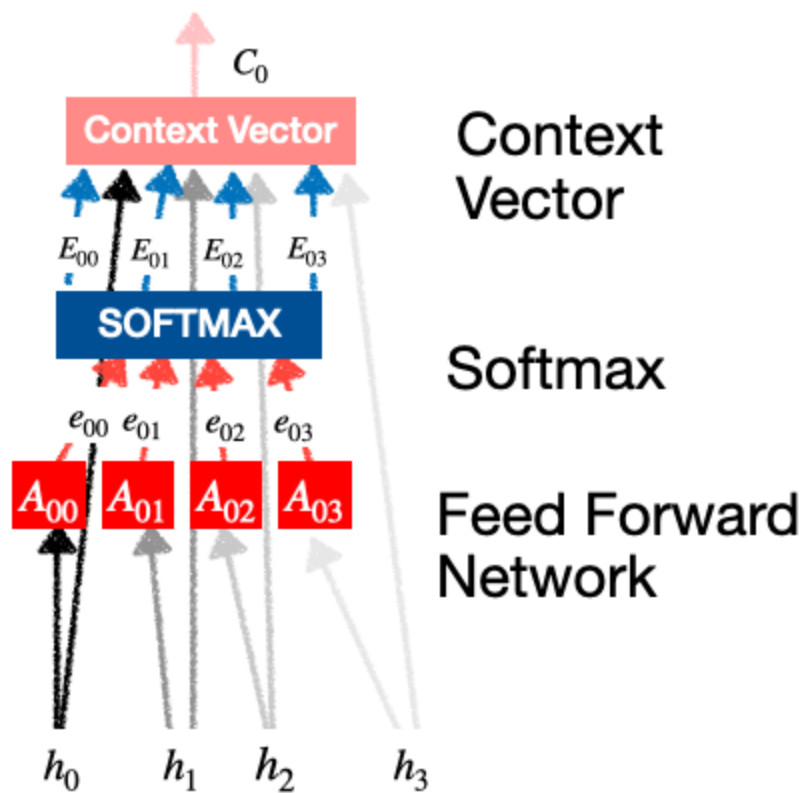 C₀
Context Vector
Context
Vector
E₀₀ E₀₁ E₀₂ E₀₃
SOFTMAX
Softmax
e₀₀ e₀₁ e₀₂ e₀₃
A₀₀ A₀₁ A₀₂ A₀₃
Feed Forward
Network
h₀ h₁ h₂ h₃